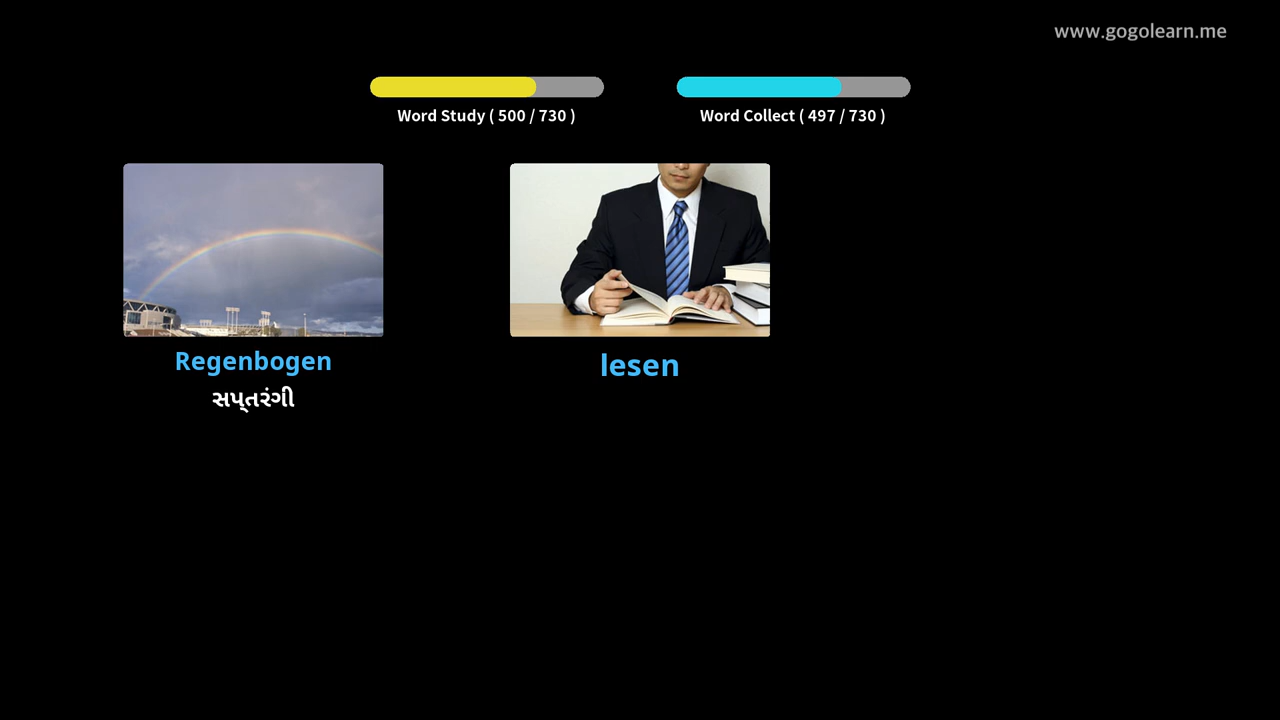 www.gogolearn.me
Word Study ( 500 / 730 )
Word Collect ( 497 / 730 )
Regenbogen
સપ્તરંગી
lesen